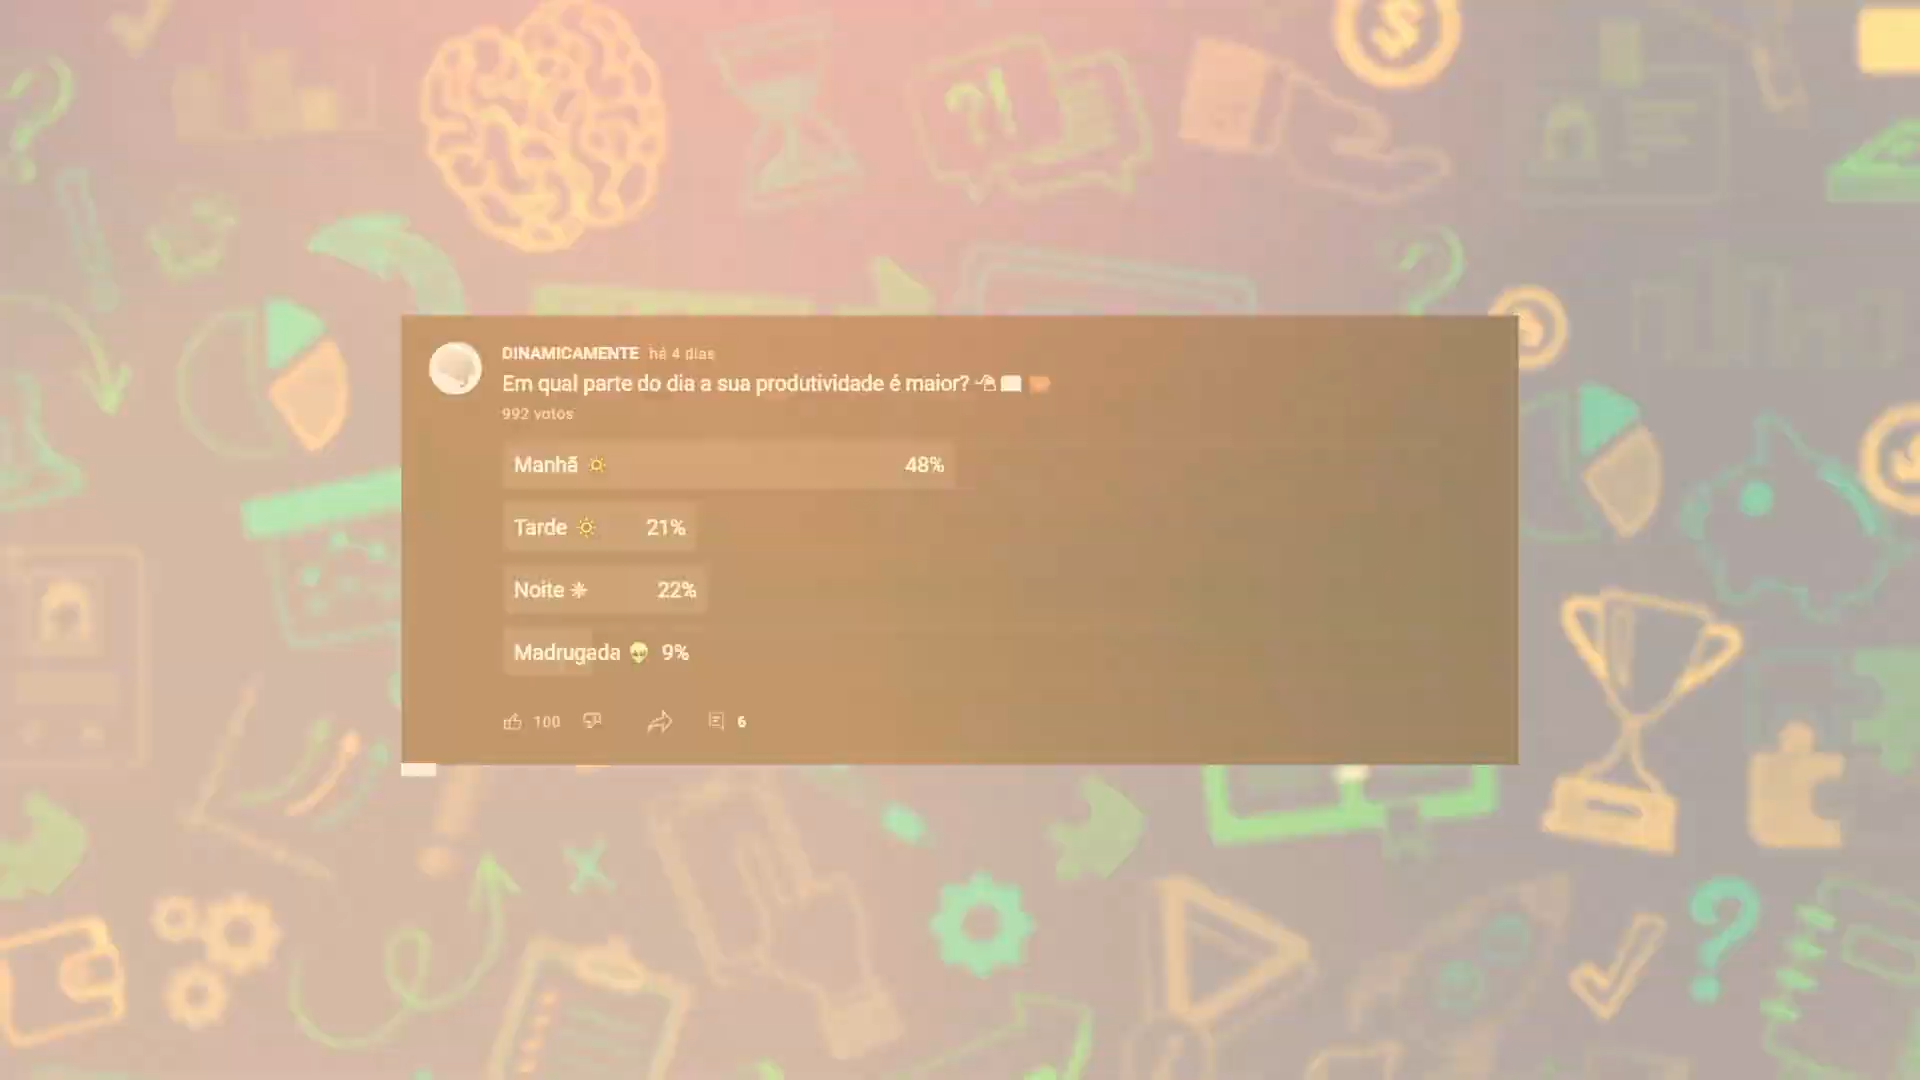 DINAMICAMENTE há 4 dias
Em qual parte do dia a sua produtividade é maior?
992 votos
Manhã 48%
Tarde 21%
Noite 22%
Madrugada 9%
100 6
?!